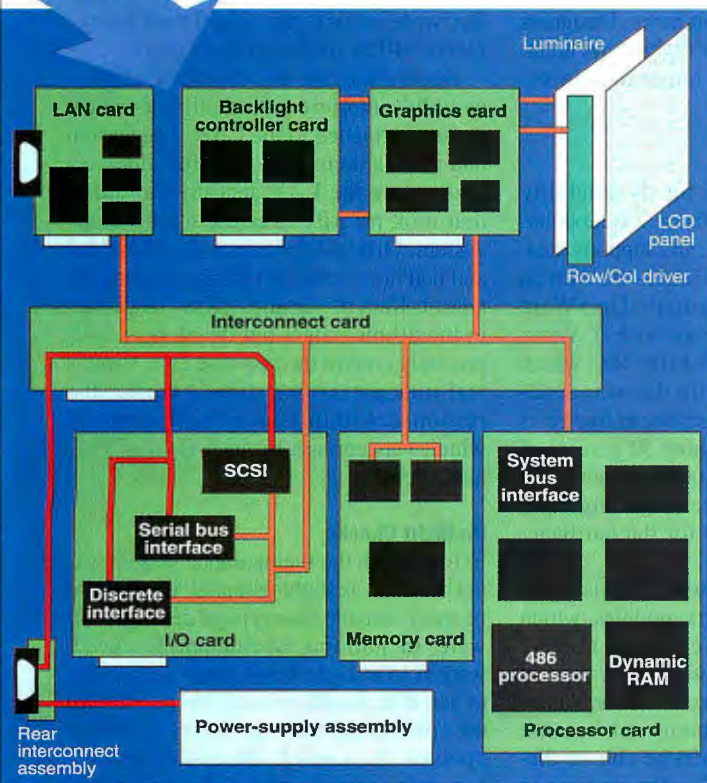 Luminaire
LAN card
Backlight
controller card
Graphics card
LCD
panel
Row/Col driver
Interconnect card
SCSI
Serial bus
interface
Discrete
interface
I/O card
Memory card
System
bus
interface
486
processor
Dynamic
RAM
Processor card
Power-supply assembly
Rear
interconnect
assembly